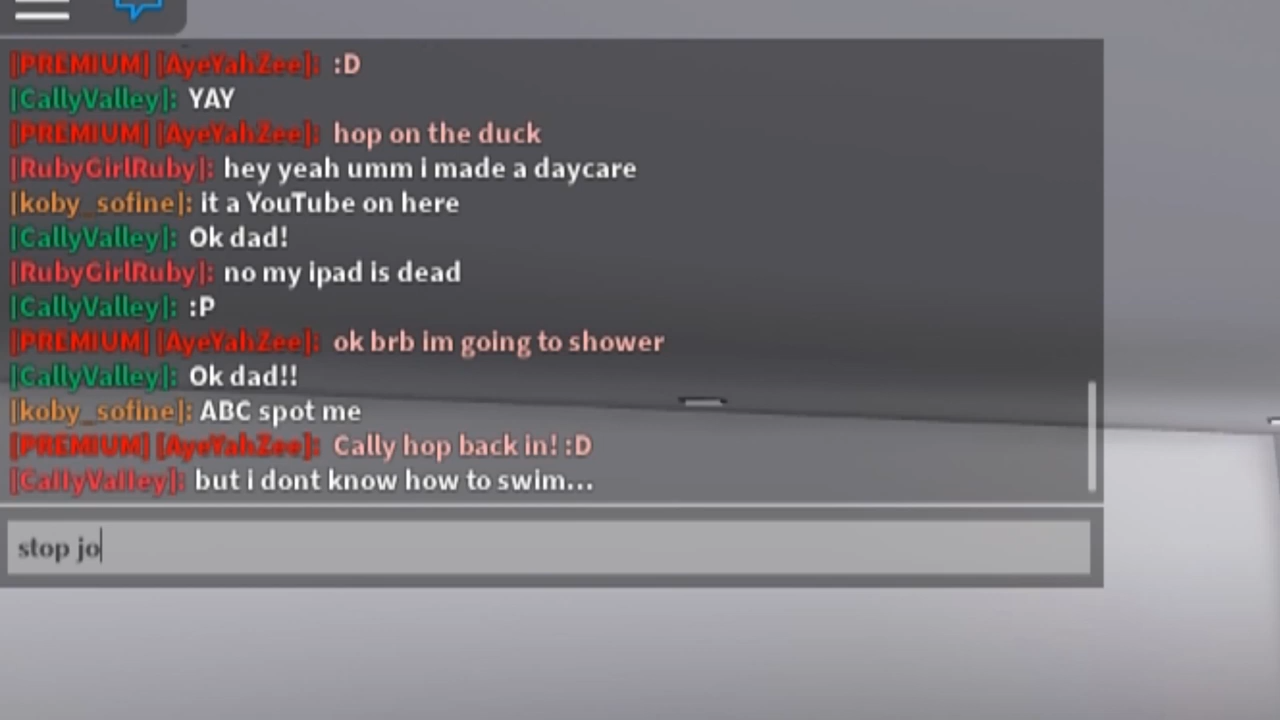 [PREMIUM] [AyeYahZee]: :D
[CallyValley]: YAY
[PREMIUM] [AyeYahZee]: hop on the duck
[RubyGirlRuby]: hey yeah umm i made a daycare
[koby_sofine]: it a YouTube on here
[CallyValley]: Ok dad!
[RubyGirlRuby]: no my ipad is dead
[CallyValley]: :P
[PREMIUM] [AyeYahZee]: ok brb im going to shower
[CallyValley]: Ok dad!!
[koby_sofine]: ABC spot me
[PREMIUM] [AyeYahZee]: Cally hop back in! :D
[CallyValley]: but i dont know how to swim...
stop jo